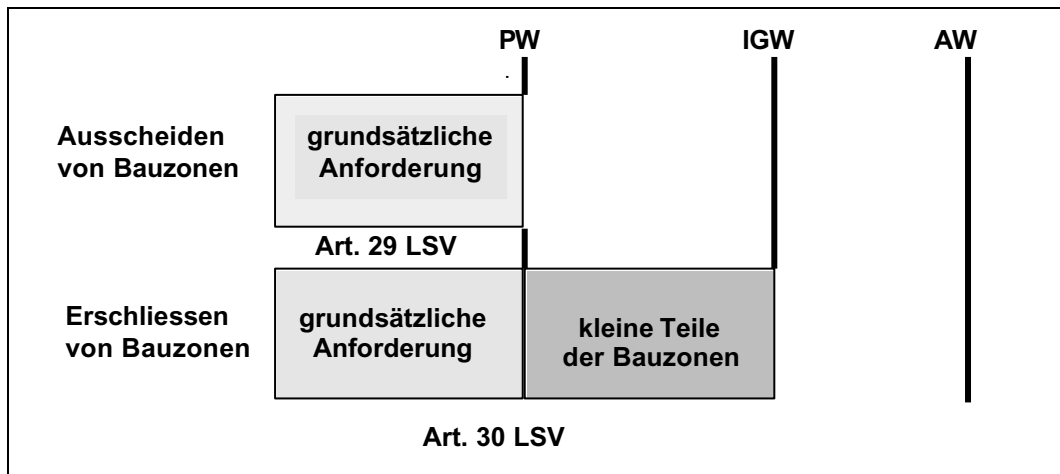 PW IGW AW
Ausscheiden
von Bauzonen
grundsätzliche
Anforderung
Art. 29 LSV
Erschliessen
von Bauzonen
grundsätzliche
Anforderung
kleine Teile
der Bauzonen
Art. 30 LSV